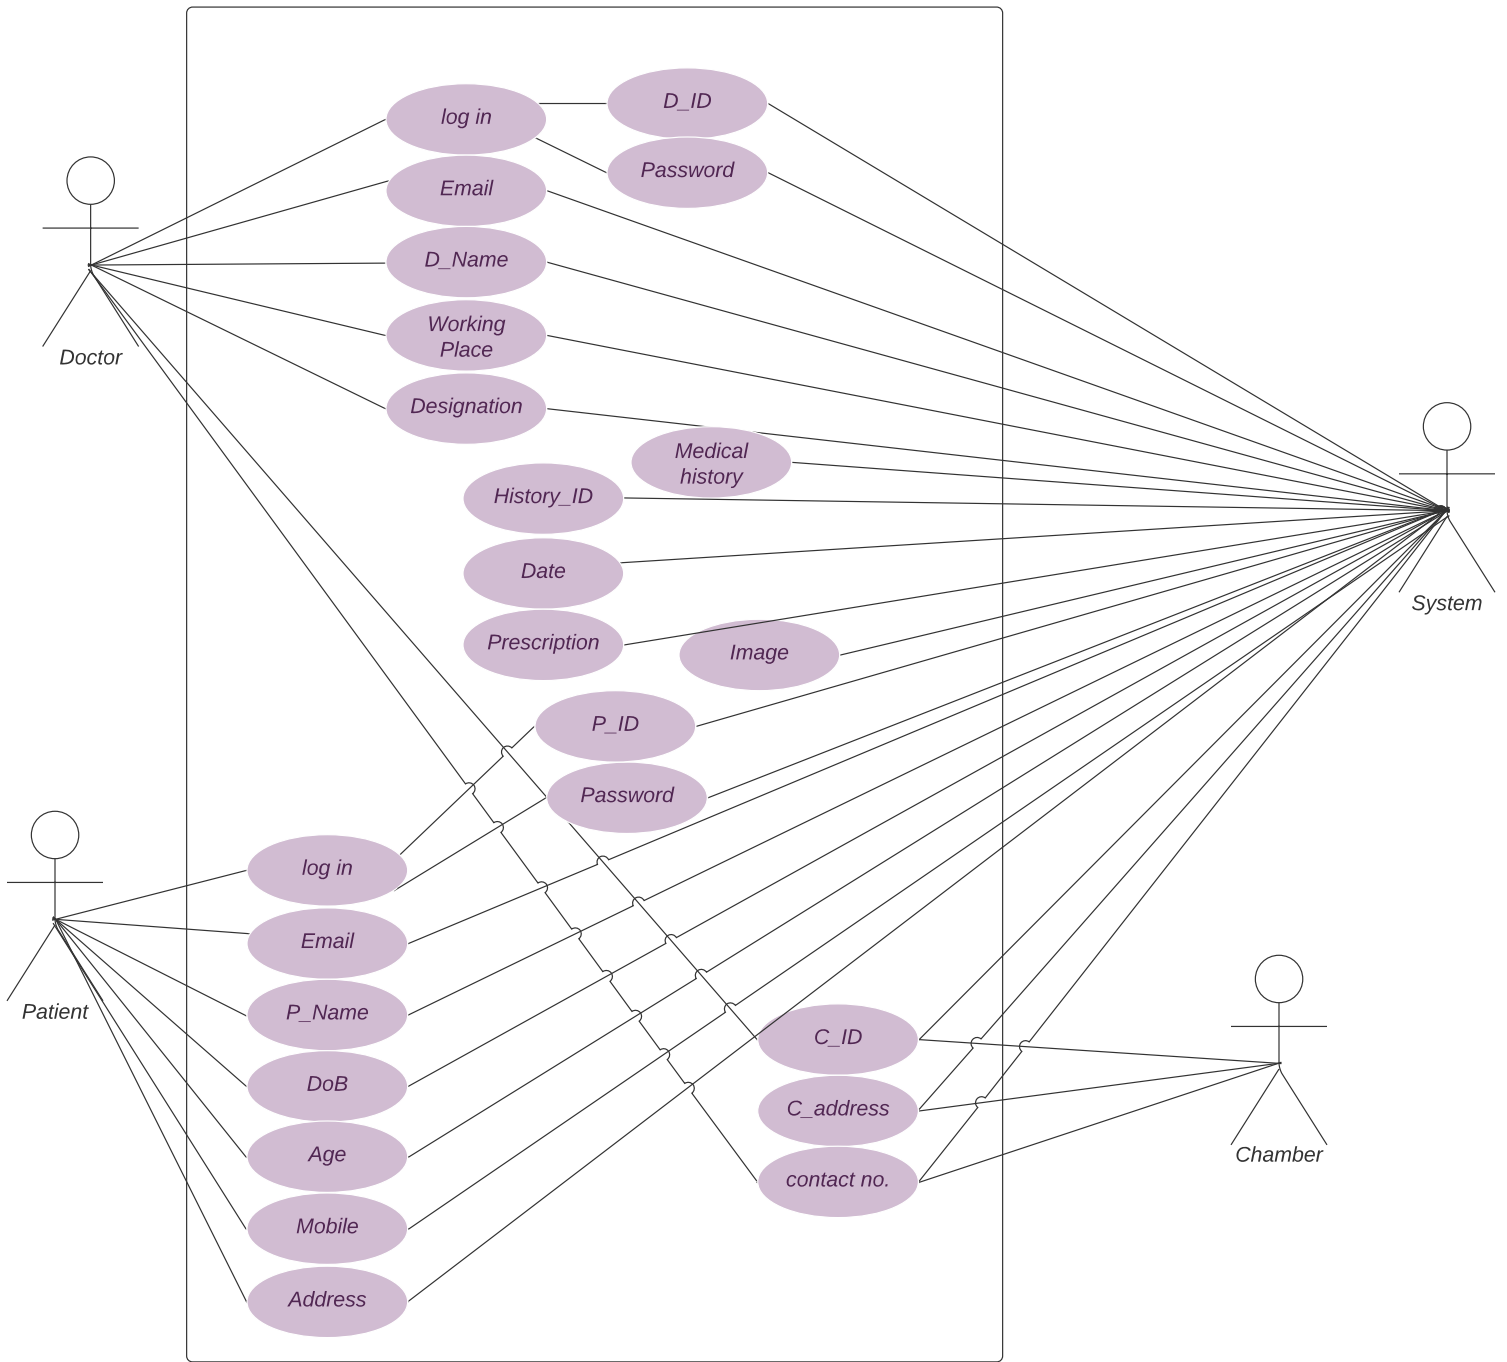 D_ID
log in
Password
Email
D_Name
Working
Place
Doctor
Designation
Medical
history
History_ID
Date
System
Prescription
Image
P_ID
Password
log in
Email
Patient
P_Name
C_ID
DoB
C_address
Age
Chamber
contact no.
Mobile
Address